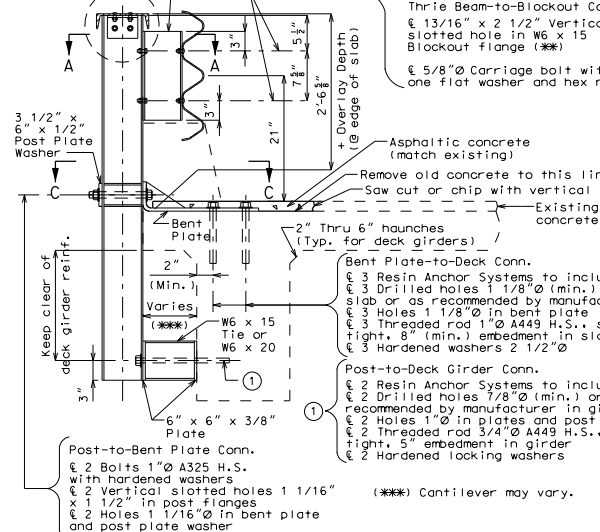 Thrie Beam-to-Blockout Co
℄ 13/16" x 2 1/2" Vertica
slotted hole in W6 x 15
Blockout flange (**)
℄ 5/8"Ø Carriage bolt wit
one flat washer and hex n
A
A
3"
5 1/2"
7 5/8"
3"
2'-6 5/8"
+ Overlay Depth
(@ edge of slab)
21"
3 1/2" x
6" x 1/2"
Post Plate
Washer
C
C
Asphaltic concrete
(match existing)
Remove old concrete to this lin
Saw cut or chip with vertical
Existing
concrete
Bent
Plate
2" Thru 6" haunches
(Typ. for deck girders)
Keep clear of
deck girder reinf.
2"
(Min.)
Varies
(***)
W6 x 15
Tie or
W6 x 20
1
3"
6" x 6" x 3/8"
Plate
Bent Plate-to-Deck Conn.
℄ 3 Resin Anchor Systems to inclu
℄ 3 Drilled holes 1 1/8"Ø (min.)
slab or as recommended by manufac
℄ 3 Holes 1 1/8"Ø in bent plate
℄ 3 Threaded rod 1"Ø A449 H.S., s
tight, 8" (min.) embedment in sla
℄ 3 Hardened washers 2 1/2"Ø
Post-to-Deck Girder Conn.
1
℄ 2 Resin Anchor Systems to inclu
℄ 2 Drilled holes 7/8"Ø (min.) or
recommended by manufacturer in gi
℄ 2 Holes 1"Ø in plates and post
℄ 2 Threaded rod 3/4"Ø A449 H.S.,
tight, 5" embedment in girder
℄ 2 Hardened locking washers
Post-to-Bent Plate Conn.
℄ 2 Bolts 1"Ø A325 H.S.
with hardened washers
℄ 2 Vertical slotted holes 1 1/16"
x 1 1/2" in post flanges
℄ 2 Holes 1 1/16"Ø in bent plate
and post plate washer
(***) Cantilever may vary.